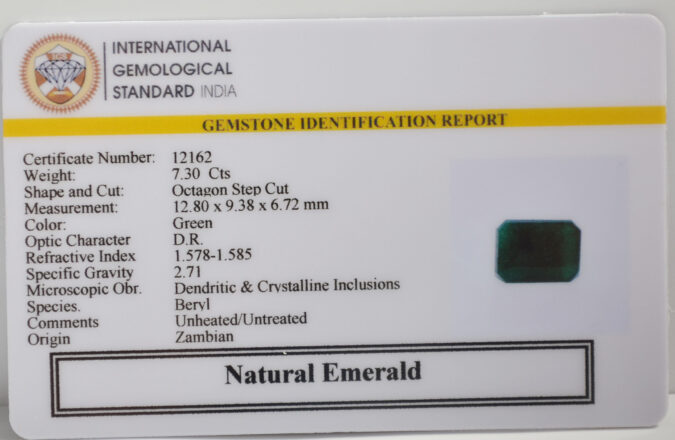 IGS
INTERNATIONAL
GEMOLOGICAL
STANDARD INDIA
GEMSTONE IDENTIFICATION REPORT
Certificate Number: 12162
Weight: 7.30 Cts
Shape and Cut: Octagon Step Cut
Measurement: 12.80 x 9.38 x 6.72 mm
Color: Green
Optic Character D.R.
Refractive Index 1.578-1.585
Specific Gravity 2.71
Microscopic Obr. Dendritic & Crystalline Inclusions
Species. Beryl
Comments Unheated/Untreated
Origin Zambian
Natural Emerald